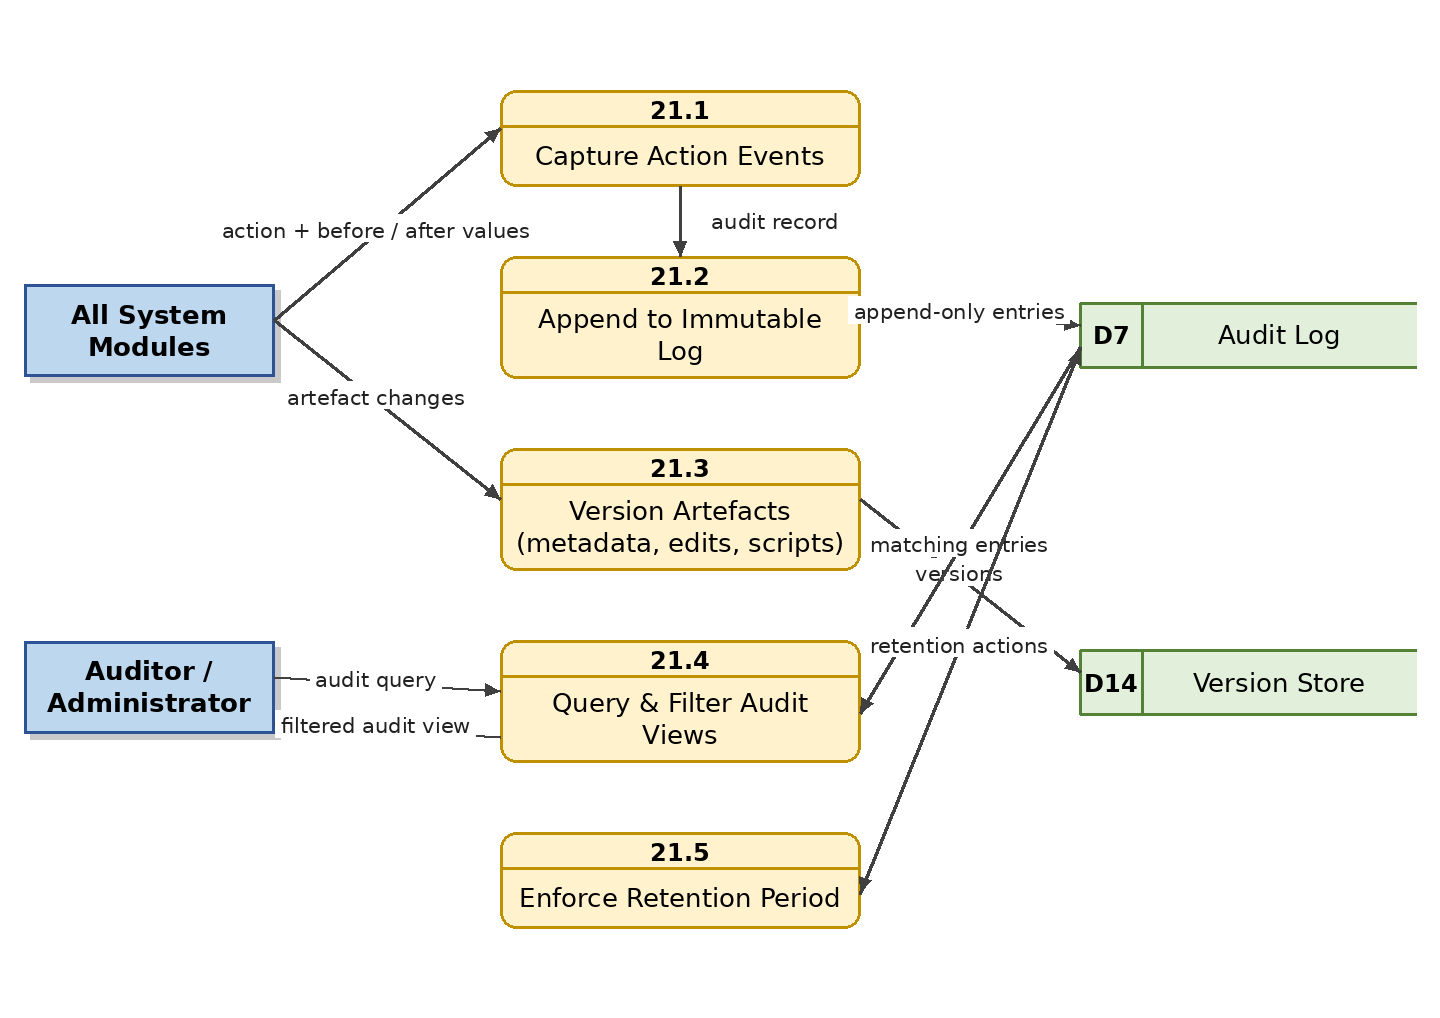 21.1
Capture Action Events
action + before / after values
audit record
21.2
Append to Immutable
Log
append-only entries
All System
Modules
D7
Audit Log
artefact changes
21.3
Version Artefacts
(metadata, edits, scripts)
matching entries
versions
retention actions
Auditor /
Administrator
audit query
filtered audit view
21.4
Query & Filter Audit
Views
D14
Version Store
21.5
Enforce Retention Period